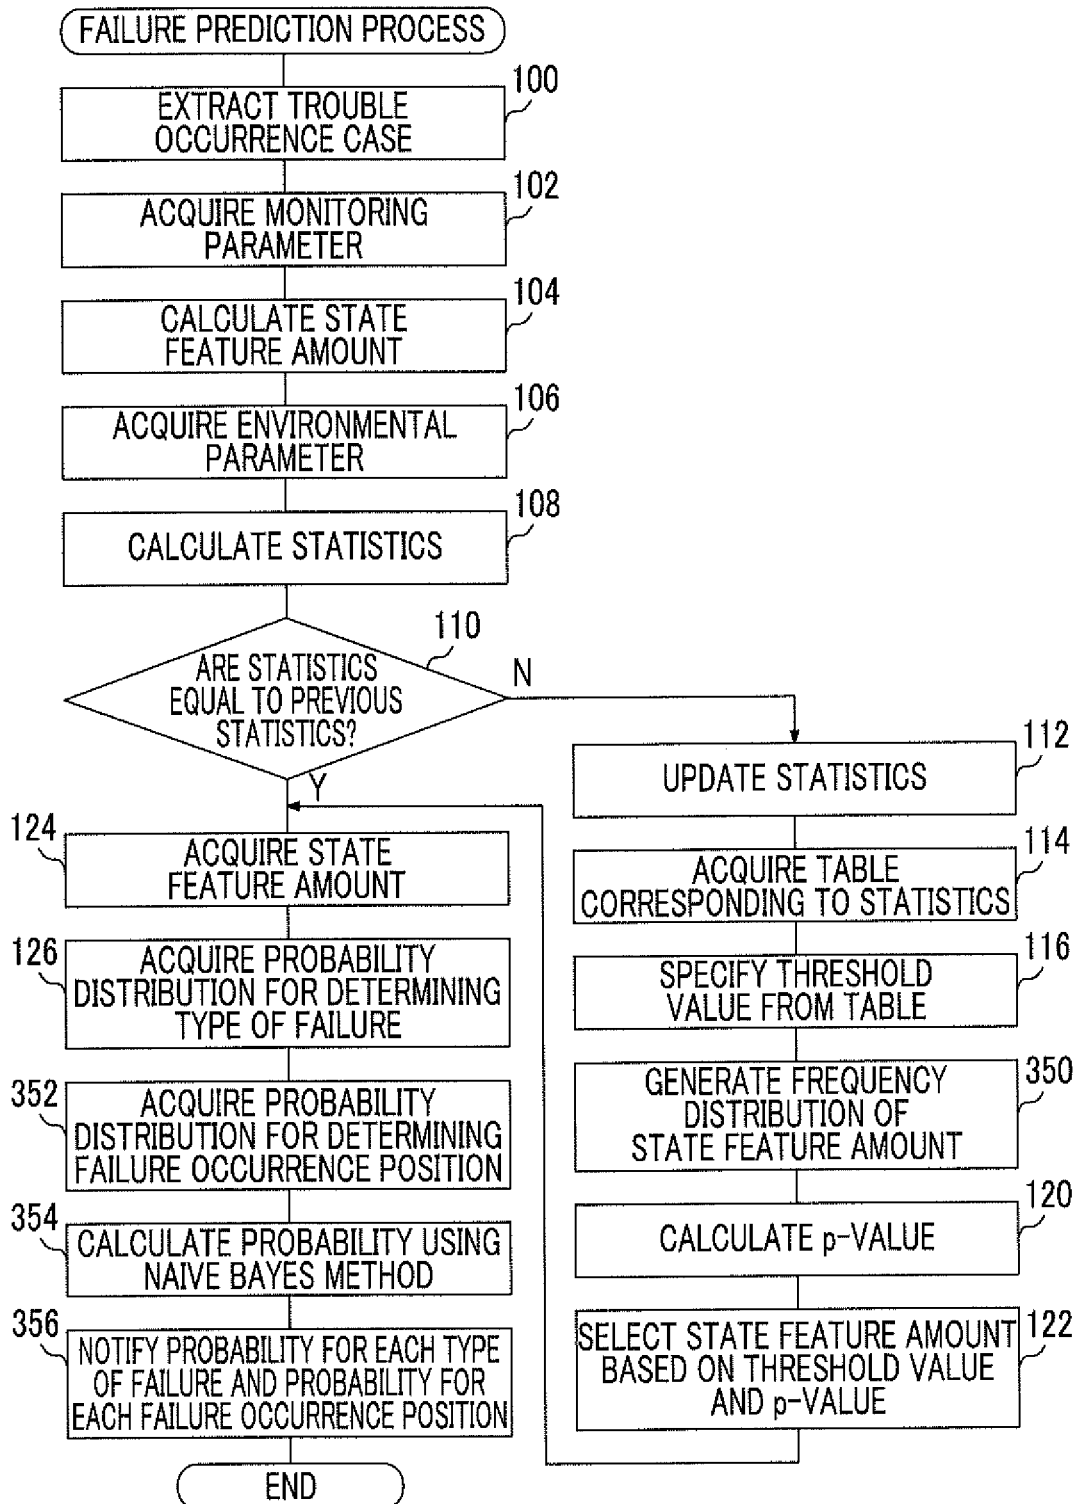 FAILURE PREDICTION PROCESS
100
EXTRACT TROUBLE
OCCURRENCE CASE
102
ACQUIRE MONITORING
PARAMETER
104
CALCULATE STATE
FEATURE AMOUNT
106
ACQUIRE ENVIRONMENTAL
PARAMETER
108
CALCULATE STATISTICS
110
ARE STATISTICS
EQUAL TO PREVIOUS
STATISTICS?
N
Y
112
UPDATE STATISTICS
114
ACQUIRE TABLE
CORRESPONDING TO STATISTICS
116
SPECIFY THRESHOLD
VALUE FROM TABLE
350
GENERATE FREQUENCY
DISTRIBUTION OF
STATE FEATURE AMOUNT
120
CALCULATE p-VALUE
122
SELECT STATE FEATURE AMOUNT
BASED ON THRESHOLD VALUE
AND p-VALUE
124
ACQUIRE STATE
FEATURE AMOUNT
126
ACQUIRE PROBABILITY
DISTRIBUTION FOR DETERMINING
TYPE OF FAILURE
352
ACQUIRE PROBABILITY
DISTRIBUTION FOR DETERMINING
FAILURE OCCURRENCE POSITION
354
CALCULATE PROBABILITY USING
NAIVE BAYES METHOD
356
NOTIFY PROBABILITY FOR EACH TYPE
OF FAILURE AND PROBABILITY FOR
EACH FAILURE OCCURRENCE POSITION
END